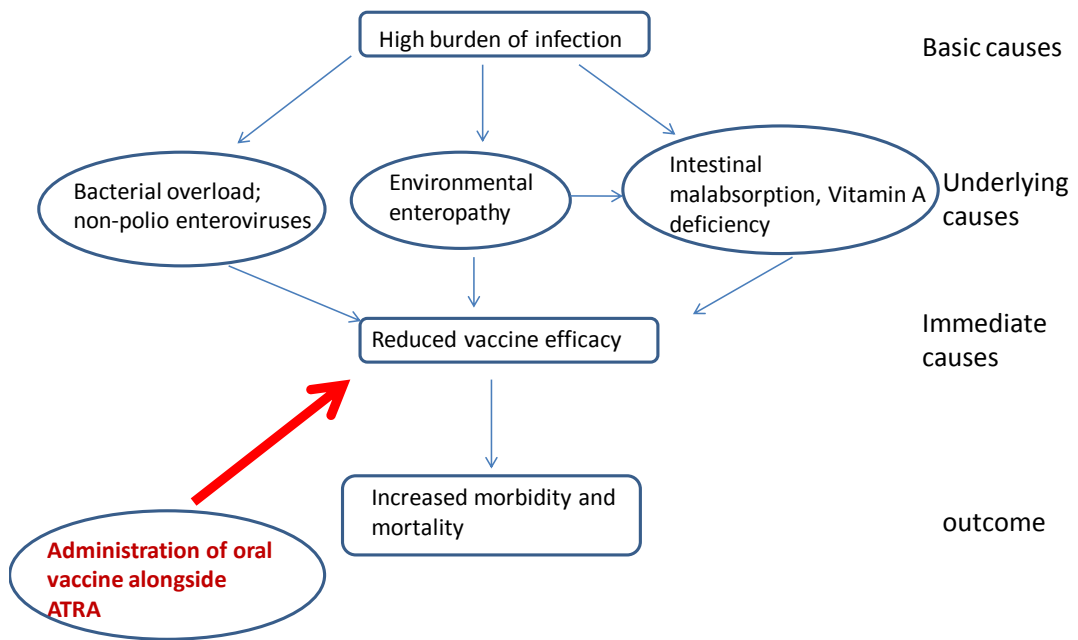 High burden of infection
Basic causes
Bacterial overload;
non-polio enteroviruses
Environmental
enteropathy
Intestinal
malabsorption, Vitamin A
deficiency
Underlying
causes
Reduced vaccine efficacy
Immediate
causes
Increased morbidity and
mortality
outcome
Administration of oral
vaccine alongside
ATRA